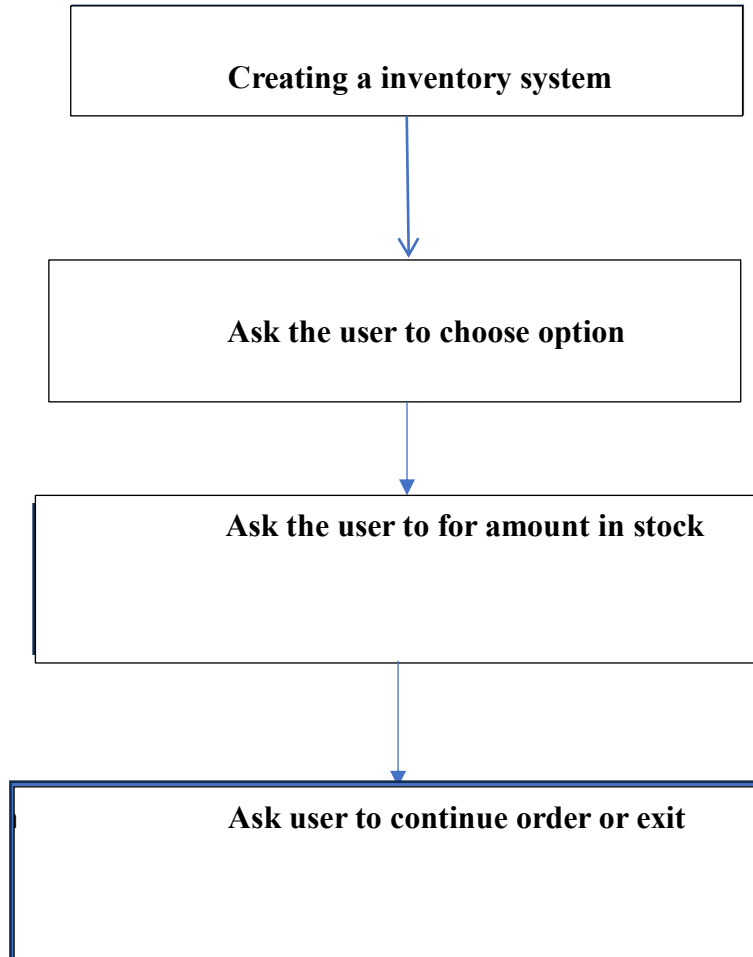 Creating a inventory system
Ask the user to choose option
Ask the user to for amount in stock
Ask user to continue order or exit